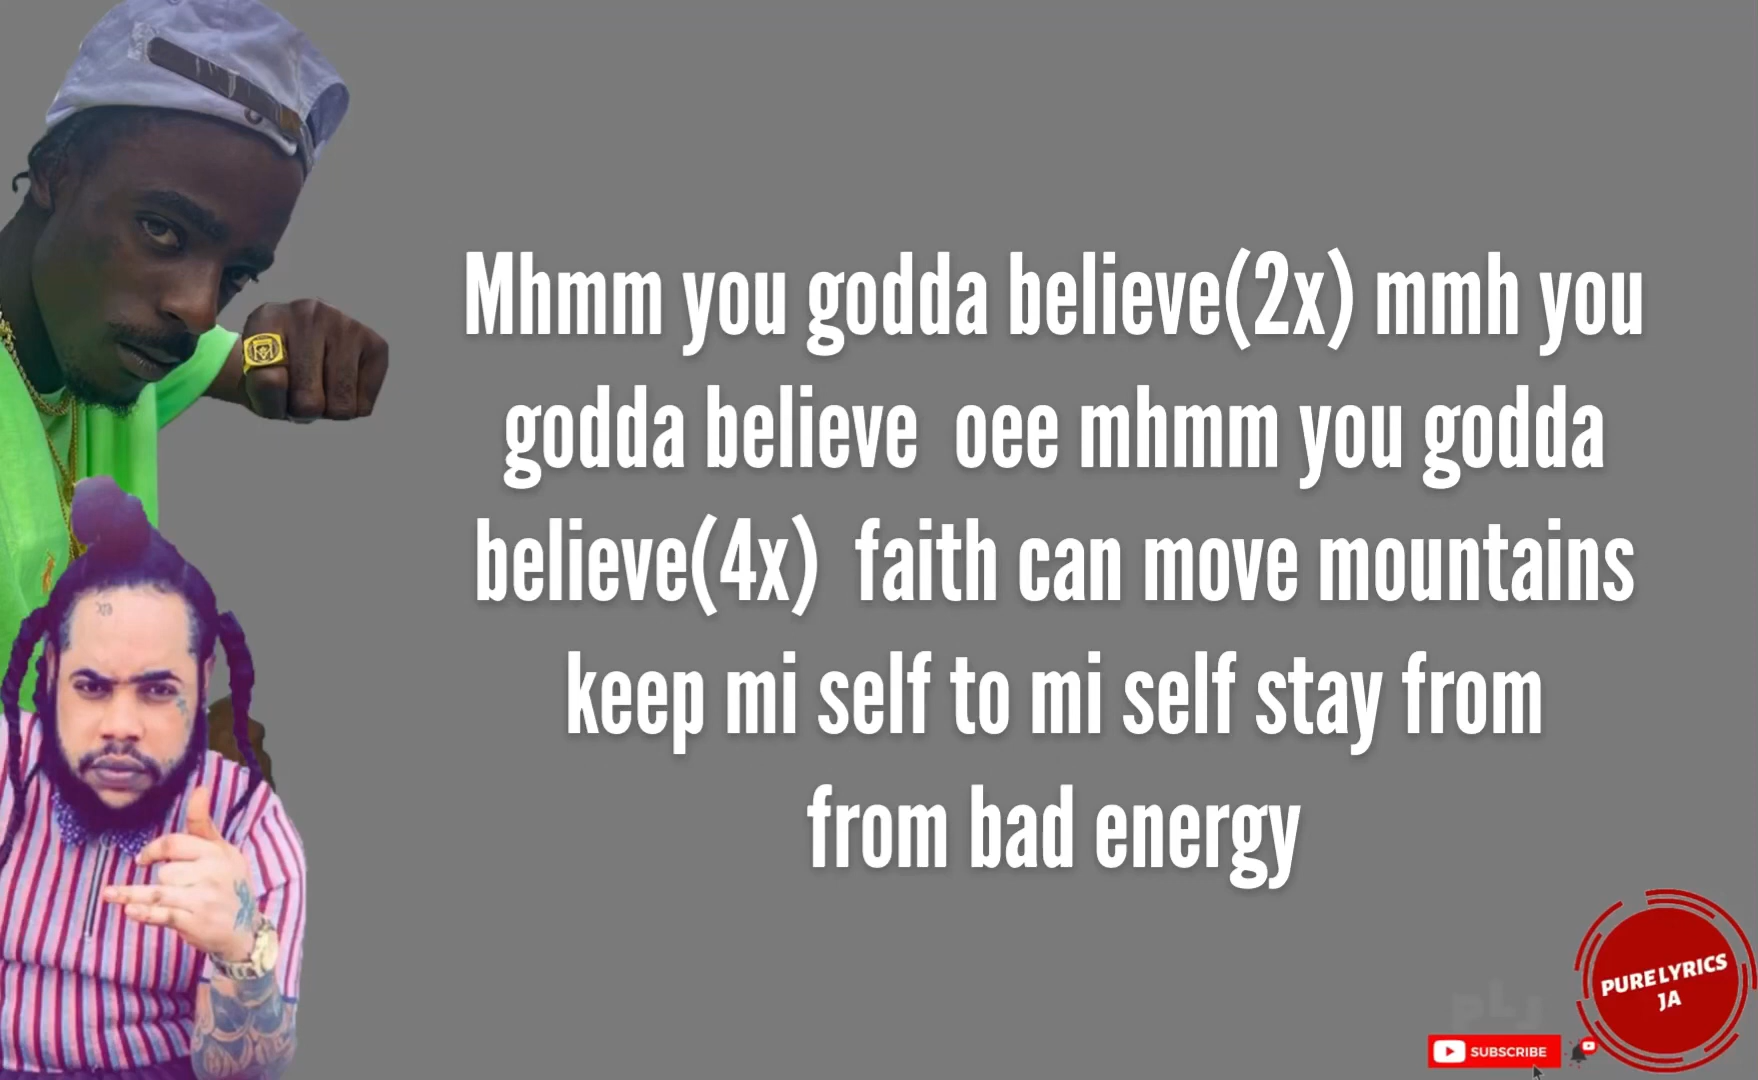 Mhmm you godda believe(2x) mmh you
godda believe  oee mhmm you godda
believe(4x)  faith can move mountains
keep mi self to mi self stay from
from bad energy
PURE LYRICS
JA
PLJ
SUBSCRIBE